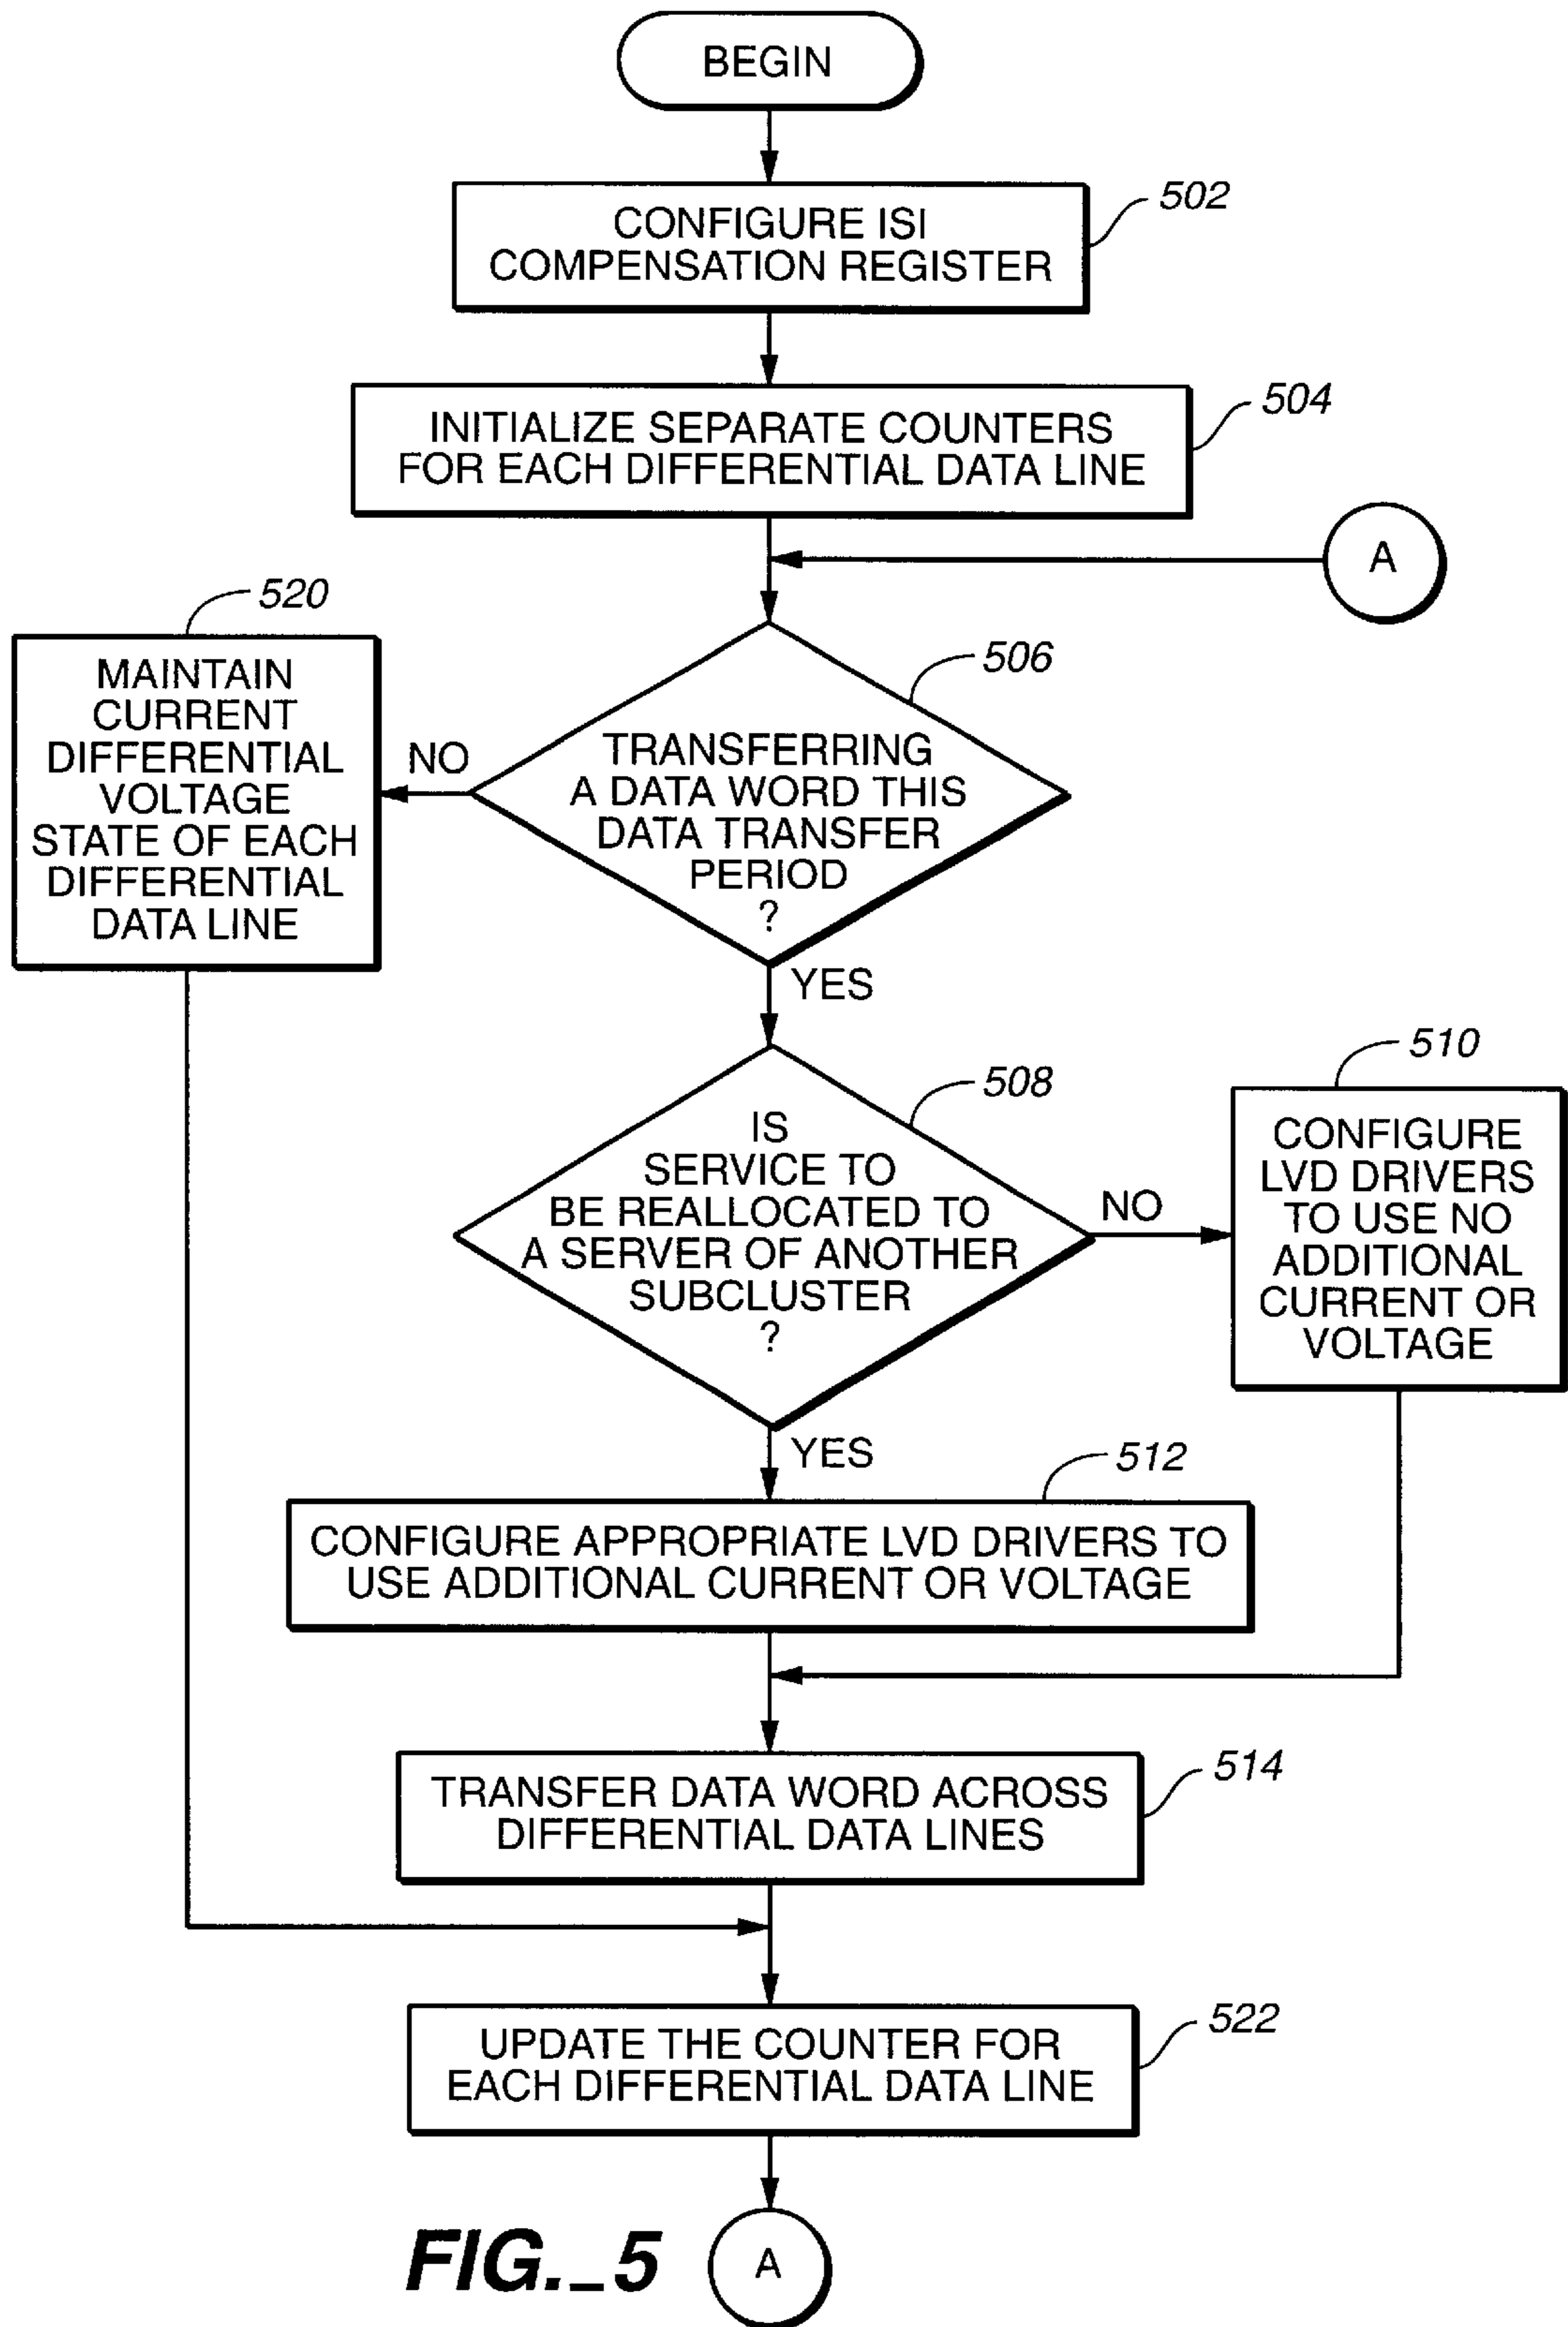 BEGIN
CONFIGURE ISI
COMPENSATION REGISTER
502
INITIALIZE SEPARATE COUNTERS
FOR EACH DIFFERENTIAL DATA LINE
504
A
520
MAINTAIN
CURRENT
DIFFERENTIAL
VOLTAGE
STATE OF EACH
DIFFERENTIAL
DATA LINE
NO
506
TRANSFERRING
A DATA WORD THIS
DATA TRANSFER
PERIOD
?
YES
508
IS
SERVICE TO
BE REALLOCATED TO
A SERVER OF ANOTHER
SUBCLUSTER
?
NO
510
CONFIGURE
LVD DRIVERS
TO USE NO
ADDITIONAL
CURRENT OR
VOLTAGE
YES
512
CONFIGURE APPROPRIATE LVD DRIVERS TO
USE ADDITIONAL CURRENT OR VOLTAGE
514
TRANSFER DATA WORD ACROSS
DIFFERENTIAL DATA LINES
522
UPDATE THE COUNTER FOR
EACH DIFFERENTIAL DATA LINE
FIG._5
A